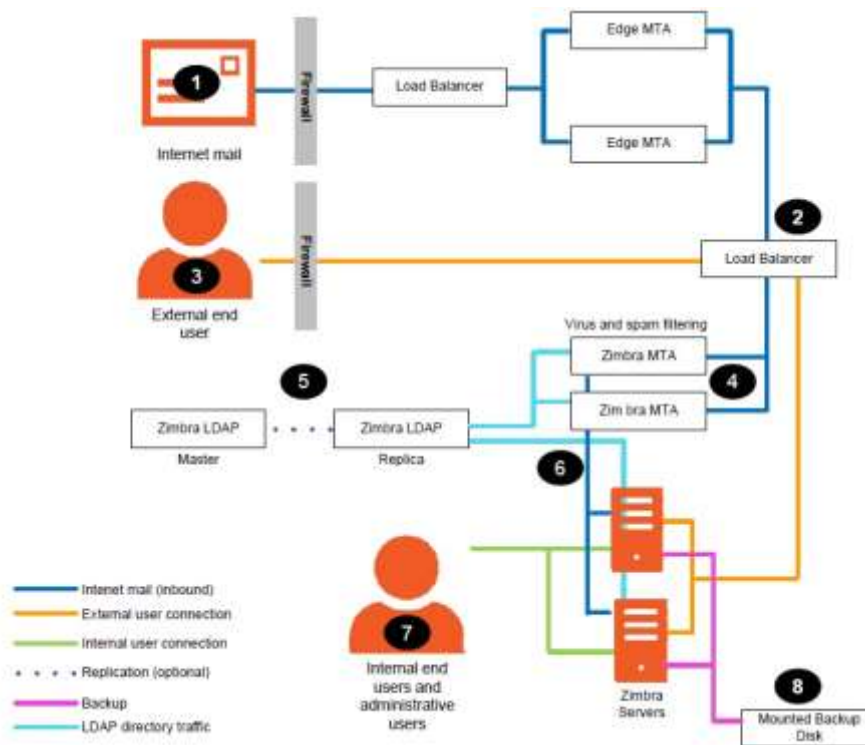 Edge MTA
1
Firewall
Load Balancer
Internet mail
Edge MTA
2
3
Firewall
Load Balancer
External end
user
Virus and spam filtering
Zimbra MTA
4
5
Zim bra MTA
Zimbra LDAP
Zimbra LDAP
Master
Replica
6
Intenet mail (inbound)
External user connection
7
Internal user connection
Replication (optional)
Internal end
users and
administrative
users
Zimbra
Servers
8
Backup
LDAP directory traffic
Mounted Backup
Disk